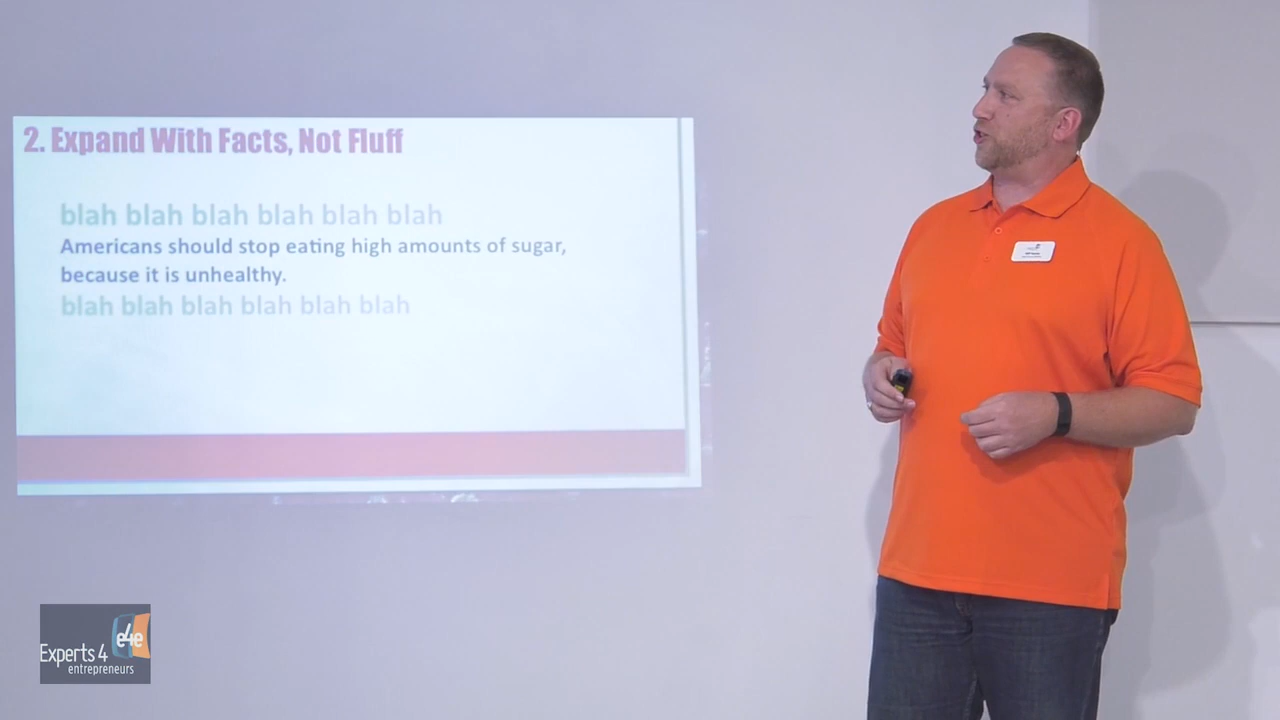 2. Expand With Facts, Not Fluff
blah blah blah blah blah blah
Americans should stop eating high amounts of sugar,
because it is unhealthy.
blah blah blah blah blah blah
e4e
Experts 4
entrepreneurs